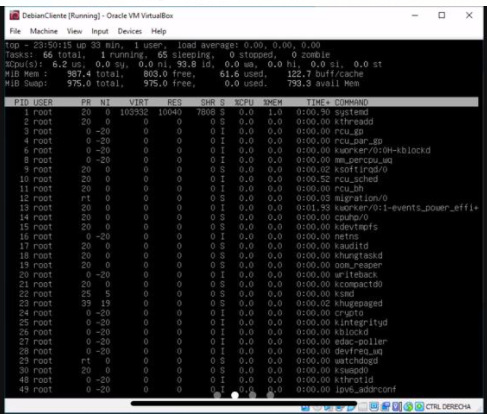 DebianCliente [Running] - Oracle VM VirtualBox
File Machine View Input Devices Help
top - 23:50:15 up 33 min, 1 user, load average: 0.00, 0.00, 0.00
Tasks: 66 total, 1 running, 65 sleeping, 0 stopped, 0 zombie
%Cpu(s): 6.2 us, 0.0 sy, 0.0 ni, 93.8 id, 0.0 wa, 0.0 hi, 0.0 si, 0.0 st
MiB Mem : 987.4 total, 803.0 free, 61.6 used, 122.7 buff/cache
MiB Swap: 975.0 total, 975.0 free, 0.0 used. 793.3 avail Mem
PID USER PR NI VIRT RES SHR S %CPU %MEM TIME+ COMMAND
1 root 20 0 103932 10040 7808 S 0.0 1.0 0:00.90 systemd
2 root 20 0 0 0 0 S 0.0 0.0 0:00.00 kthreadd
3 root 0 -20 0 0 0 I 0.0 0.0 0:00.00 rcu_gp
4 root 0 -20 0 0 0 I 0.0 0.0 0:00.00 rcu_par_gp
6 root 0 -20 0 0 0 I 0.0 0.0 0:00.00 kworker/0:0H-kblockd
8 root 0 -20 0 0 0 I 0.0 0.0 0:00.00 mm_percpu_wq
9 root 20 0 0 0 0 S 0.0 0.0 0:00.02 ksoftirqd/0
10 root 20 0 0 0 0 I 0.0 0.0 0:00.52 rcu_sched
11 root 20 0 0 0 0 I 0.0 0.0 0:00.00 rcu_bh
12 root rt 0 0 0 0 S 0.0 0.0 0:00.03 migration/0
13 root 20 0 0 0 0 I 0.0 0.0 0:01.93 kworker/0:1-events_power_effi+
14 root 20 0 0 0 0 S 0.0 0.0 0:00.00 cpuhp/0
15 root 20 0 0 0 0 S 0.0 0.0 0:00.00 kdevtmpfs
16 root 0 -20 0 0 0 I 0.0 0.0 0:00.00 netns
17 root 20 0 0 0 0 S 0.0 0.0 0:00.00 kauditd
18 root 20 0 0 0 0 S 0.0 0.0 0:00.00 khungtaskd
19 root 20 0 0 0 0 S 0.0 0.0 0:00.00 oom_reaper
20 root 0 -20 0 0 0 I 0.0 0.0 0:00.00 writeback
21 root 20 0 0 0 0 S 0.0 0.0 0:00.00 kcompactd0
22 root 25 5 0 0 0 S 0.0 0.0 0:00.00 ksmd
23 root 39 19 0 0 0 S 0.0 0.0 0:00.02 khugepaged
24 root 0 -20 0 0 0 I 0.0 0.0 0:00.00 crypto
25 root 0 -20 0 0 0 I 0.0 0.0 0:00.00 kintegrityd
26 root 0 -20 0 0 0 I 0.0 0.0 0:00.00 kblockd
27 root 0 -20 0 0 0 I 0.0 0.0 0:00.00 edac-poller
28 root 0 -20 0 0 0 I 0.0 0.0 0:00.00 devfreq_wq
29 root rt 0 0 0 0 S 0.0 0.0 0:00.00 watchdogd
30 root 20 0 0 0 0 S 0.0 0.0 0:00.00 kswapd0
48 root 0 -20 0 0 0 I 0.0 0.0 0:00.00 kthrotld
49 root 0 -20 0 0 0 I 0.0 0.0 0:00.00 ipv6_addrconf
CTRL DERECHA